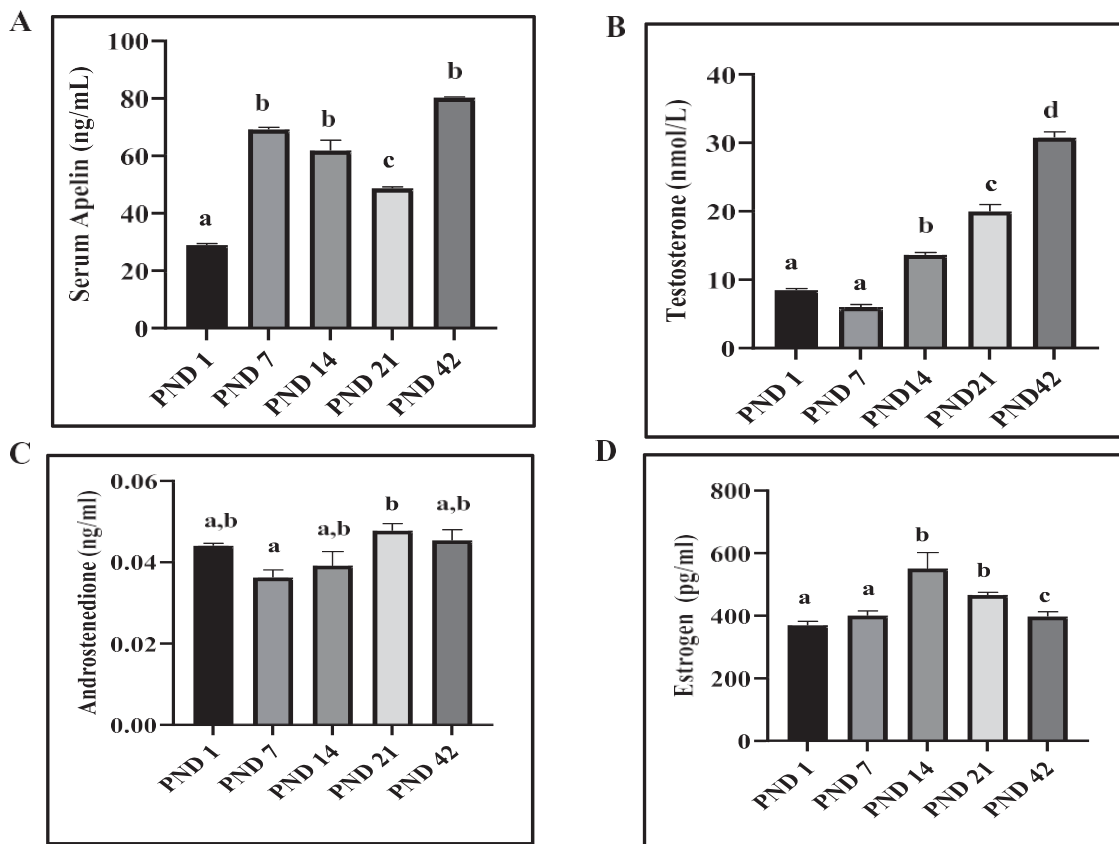 A
Serum Apelin (ng/mL)
100
80
60
40
20
0
a
b
b
c
b
PND 1
PND 7
PND 14
PND 21
PND 42
B
Testosterone (nmol/L)
40
30
20
10
0
a
a
b
c
d
PND 1
PND 7
PND14
PND21
PND42
C
Androstenedione (ng/ml)
0.06
0.04
0.02
0.00
a,b
a
a,b
b
a,b
PND 1
PND 7
PND 14
PND 21
PND 42
D
Estrogen (pg/ml)
800
600
400
200
0
a
a
b
b
c
PND 1
PND 7
PND 14
PND 21
PND 42